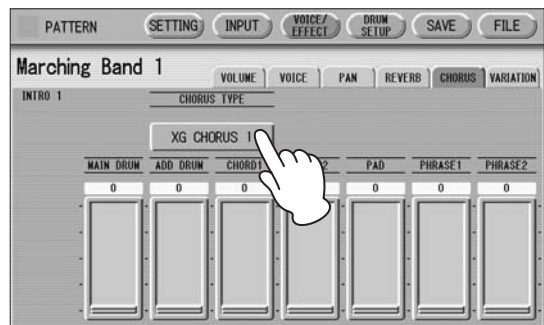 PATTERN SETTING INPUT VOICE/ EFFECT DRUM SETUP SAVE FILE
Marching Band 1
VOLUME VOICE PAN REVERB CHORUS VARIATION
INTRO 1 CHORUS TYPE
XG CHORUS 1
MAIN DRUM ADD DRUM CHORD1 2 PAD PHRASE1 PHRASE2
0 0 0 0 0 0